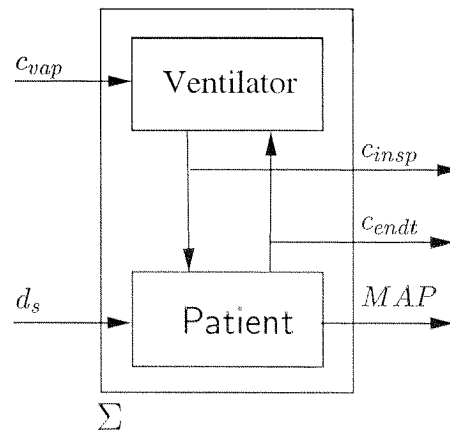 c_vap
Ventilator
c_insp
c_endt
d_s
Patient
MAP
Σ